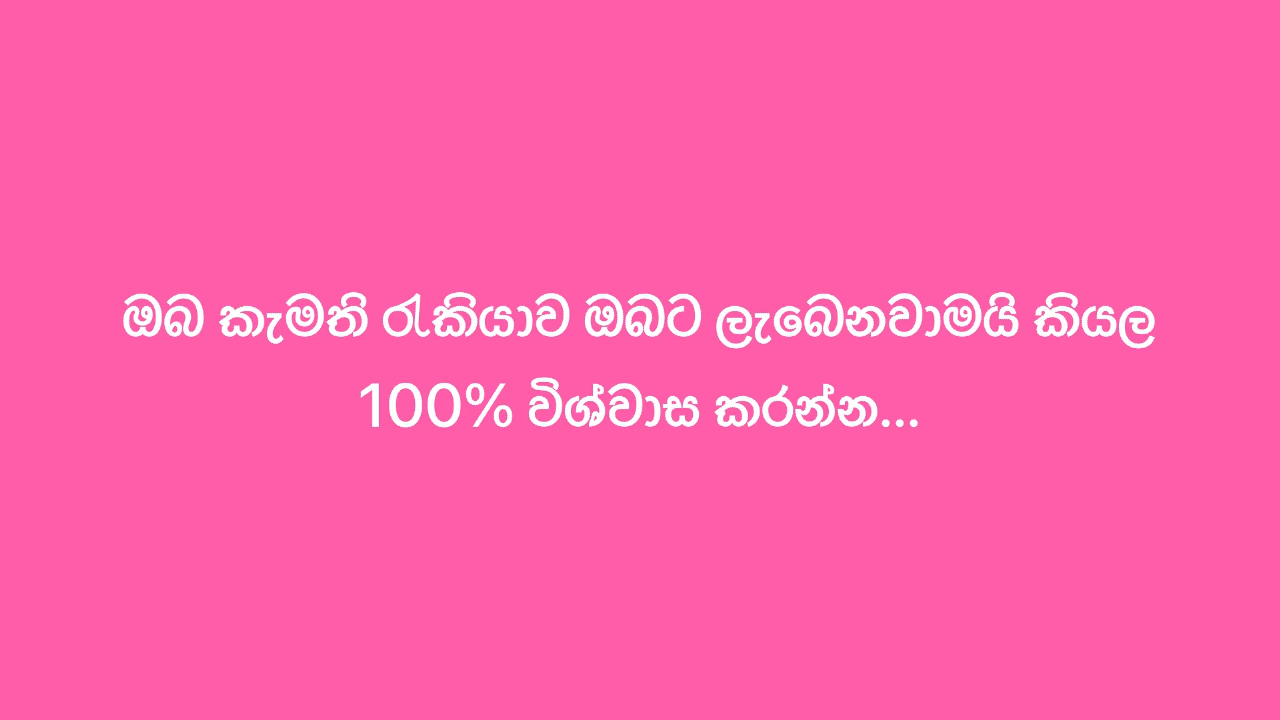 ඔබ කැමති රැකියාව ඔබට ලැබෙනවාමයි කියල
100% විශ්වාස කරන්න...